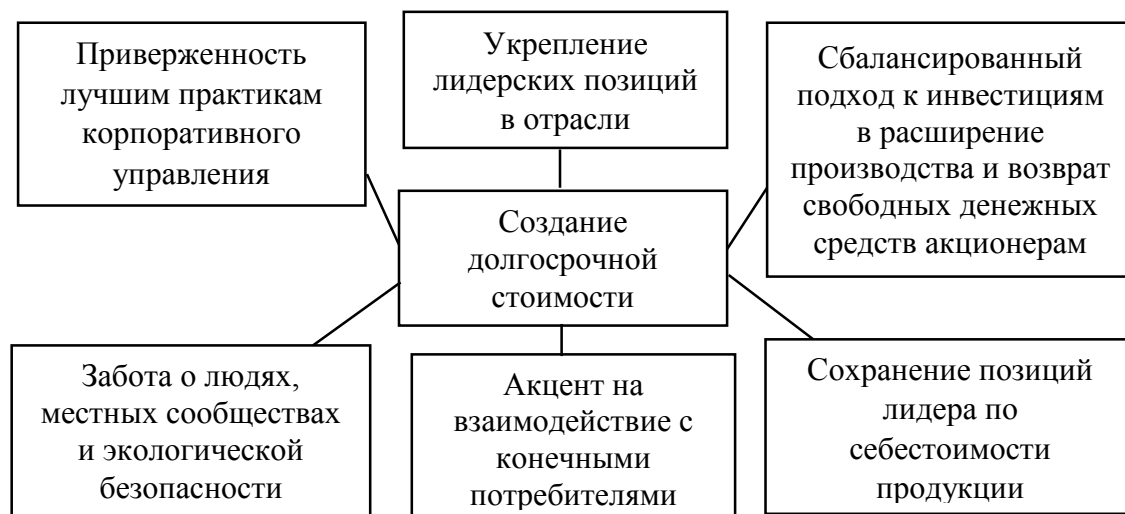 Приверженность
лучшим практикам
корпоративного
управления
Укрепление
лидерских позиций
в отрасли
Сбалансированный
подход к инвестициям
в расширение
производства и возврат
свободных денежных
средств акционерам
Создание
долгосрочной
стоимости
Забота о людях,
местных сообществах
и экологической
безопасности
Акцент на
взаимодействие с
конечными
потребителями
Сохранение позиций
лидера по
себестоимости
продукции